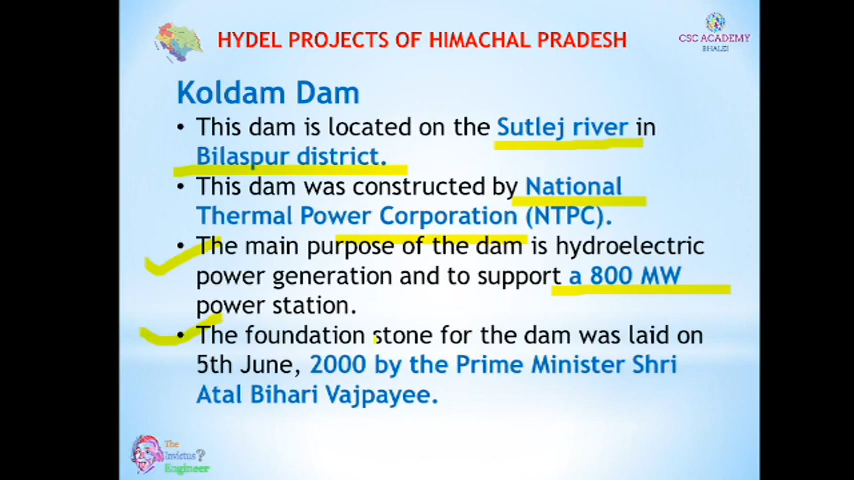 HYDEL PROJECTS OF HIMACHAL PRADESH
CSC ACADEMY
BHALEI
Koldam Dam
• This dam is located on the Sutlej river in
Bilaspur district.
• This dam was constructed by National
Thermal Power Corporation (NTPC).
• The main purpose of the dam is hydroelectric
power generation and to support a 800 MW
power station.
• The foundation stone for the dam was laid on
5th June, 2000 by the Prime Minister Shri
Atal Bihari Vajpayee.
The
Invictus?
Engineer